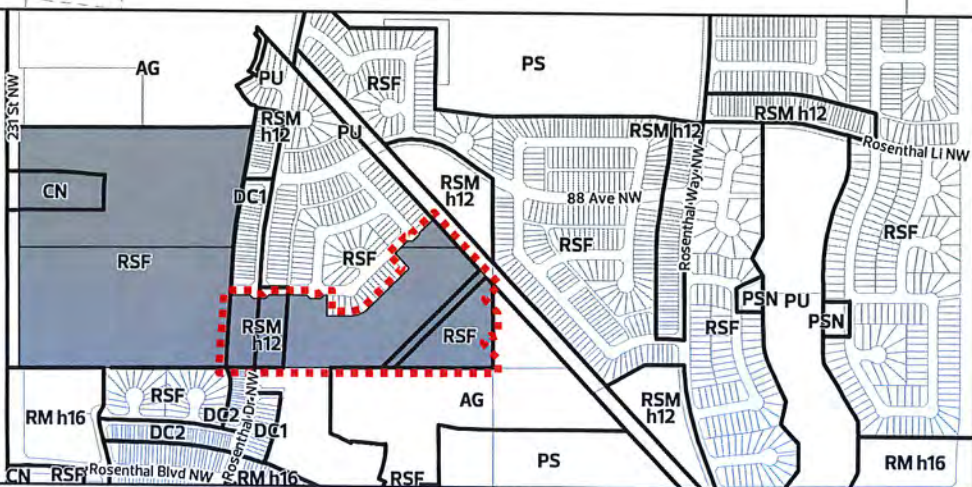 AG
PS
231 St NW
PU
RSF
RSM
h12
PU
RSM h12
RSM h12
Rosenthal Li NW
CN
DC1
RSM
h12
88 Ave NW
Rosenthal Way NW
RSF
RSF
RSF
RSF
PSN
PU
PSN
RSF
RSM
h12
RSF
RSF
RM h16
DC2
DC2
Rosenthal Dr NW
DC1
AG
RSM
h12
PS
RM h16
CN
RSF
Rosenthal Blvd NW
RM h16
RSF